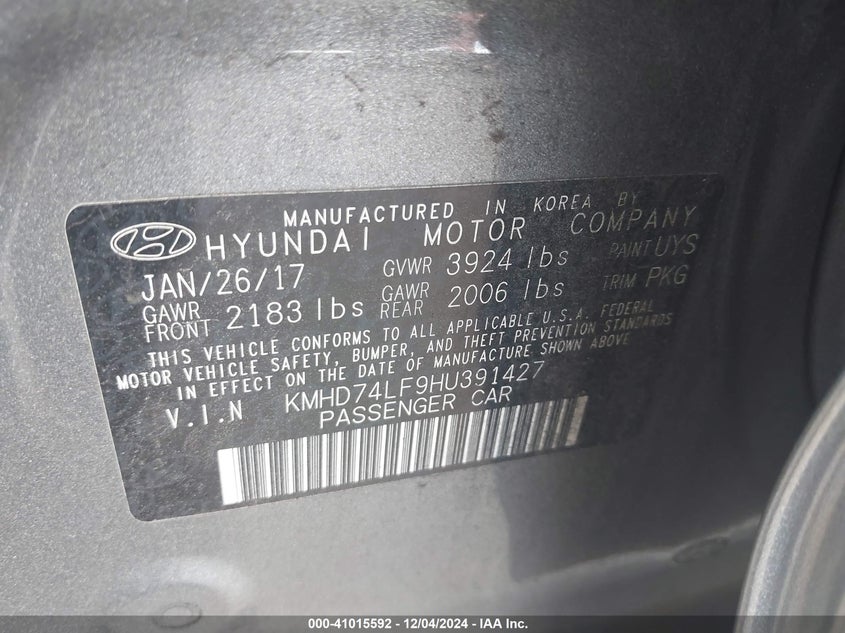 MANUFACTURED IN KOREA BY
HYUNDAI MOTOR COMPANY
JAN/26/17 GVWR 3924 lbs PAINT UYS
GAWR FRONT 2183 lbs GAWR REAR 2006 lbs TRIM PKG
THIS VEHICLE CONFORMS TO ALL APPLICABLE U.S.A. FEDERAL
MOTOR VEHICLE SAFETY, BUMPER, AND THEFT PREVENTION STANDARDS
IN EFFECT ON THE DATE OF MANUFACTURE SHOWN ABOVE
V.I.N KMHD74LF9HU391427
PASSENGER CAR
000-41015592 - 12/04/2024 - IAA Inc.